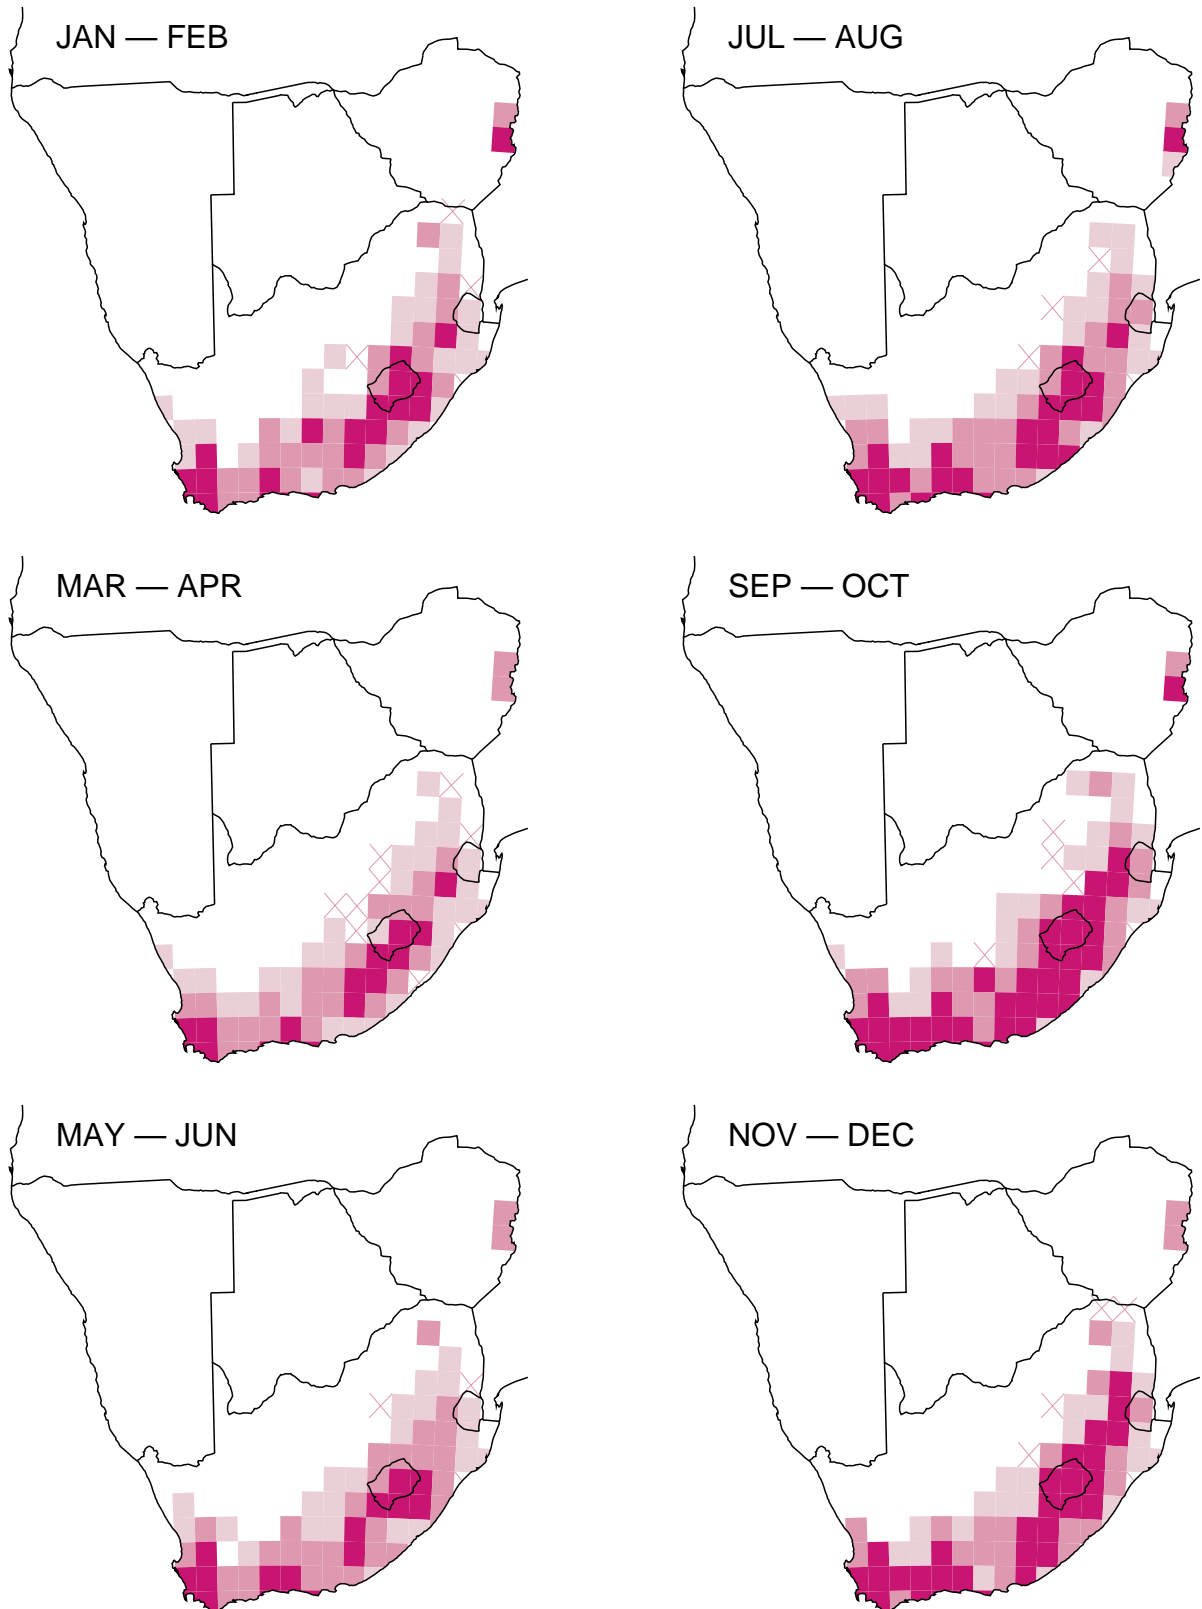 JAN — FEB
JUL — AUG
MAR — APR
SEP — OCT
MAY — JUN
NOV — DEC